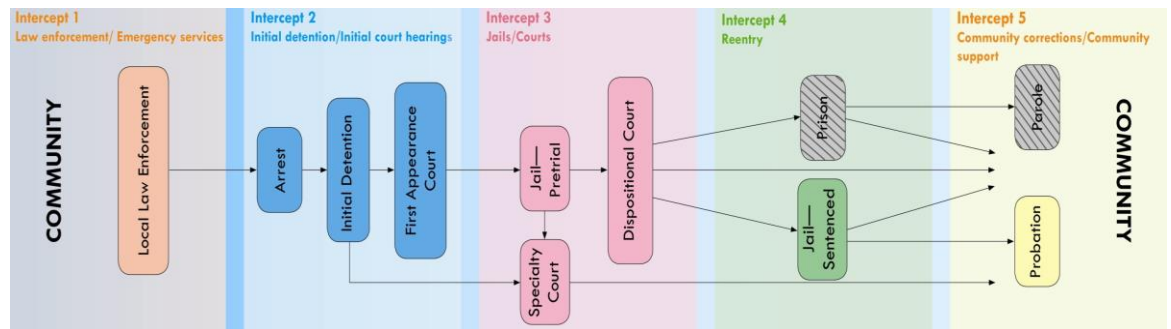 Intercept 1
Law enforcement/ Emergency services
COMMUNITY
Local Law Enforcement
Intercept 2
Initial detention/Initial court hearings
Arrest
Initial Detention
First Appearance
Court
Intercept 3
Jails/Courts
Jail—
Pretrial
Specialty
Court
Dispositional Court
Intercept 4
Reentry
Prison
Jail—
Sentenced
Intercept 5
Community corrections/Community
support
Parole
Probation
COMMUNITY